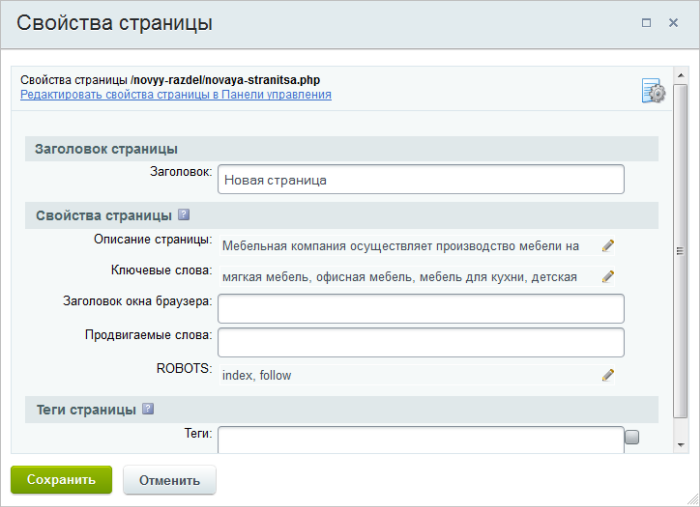 Свойства страницы
Свойства страницы /novyy-razdel/novaya-stranitsa.php
Редактировать свойства страницы в Панели управления
Заголовок страницы
Заголовок: Новая страница
Свойства страницы ?
Описание страницы: Мебельная компания осуществляет производство мебели на
Ключевые слова: мягкая мебель, офисная мебель, мебель для кухни, детская
Заголовок окна браузера:
Продвигаемые слова:
ROBOTS: index, follow
Теги страницы ?
Теги:
Сохранить Отменить